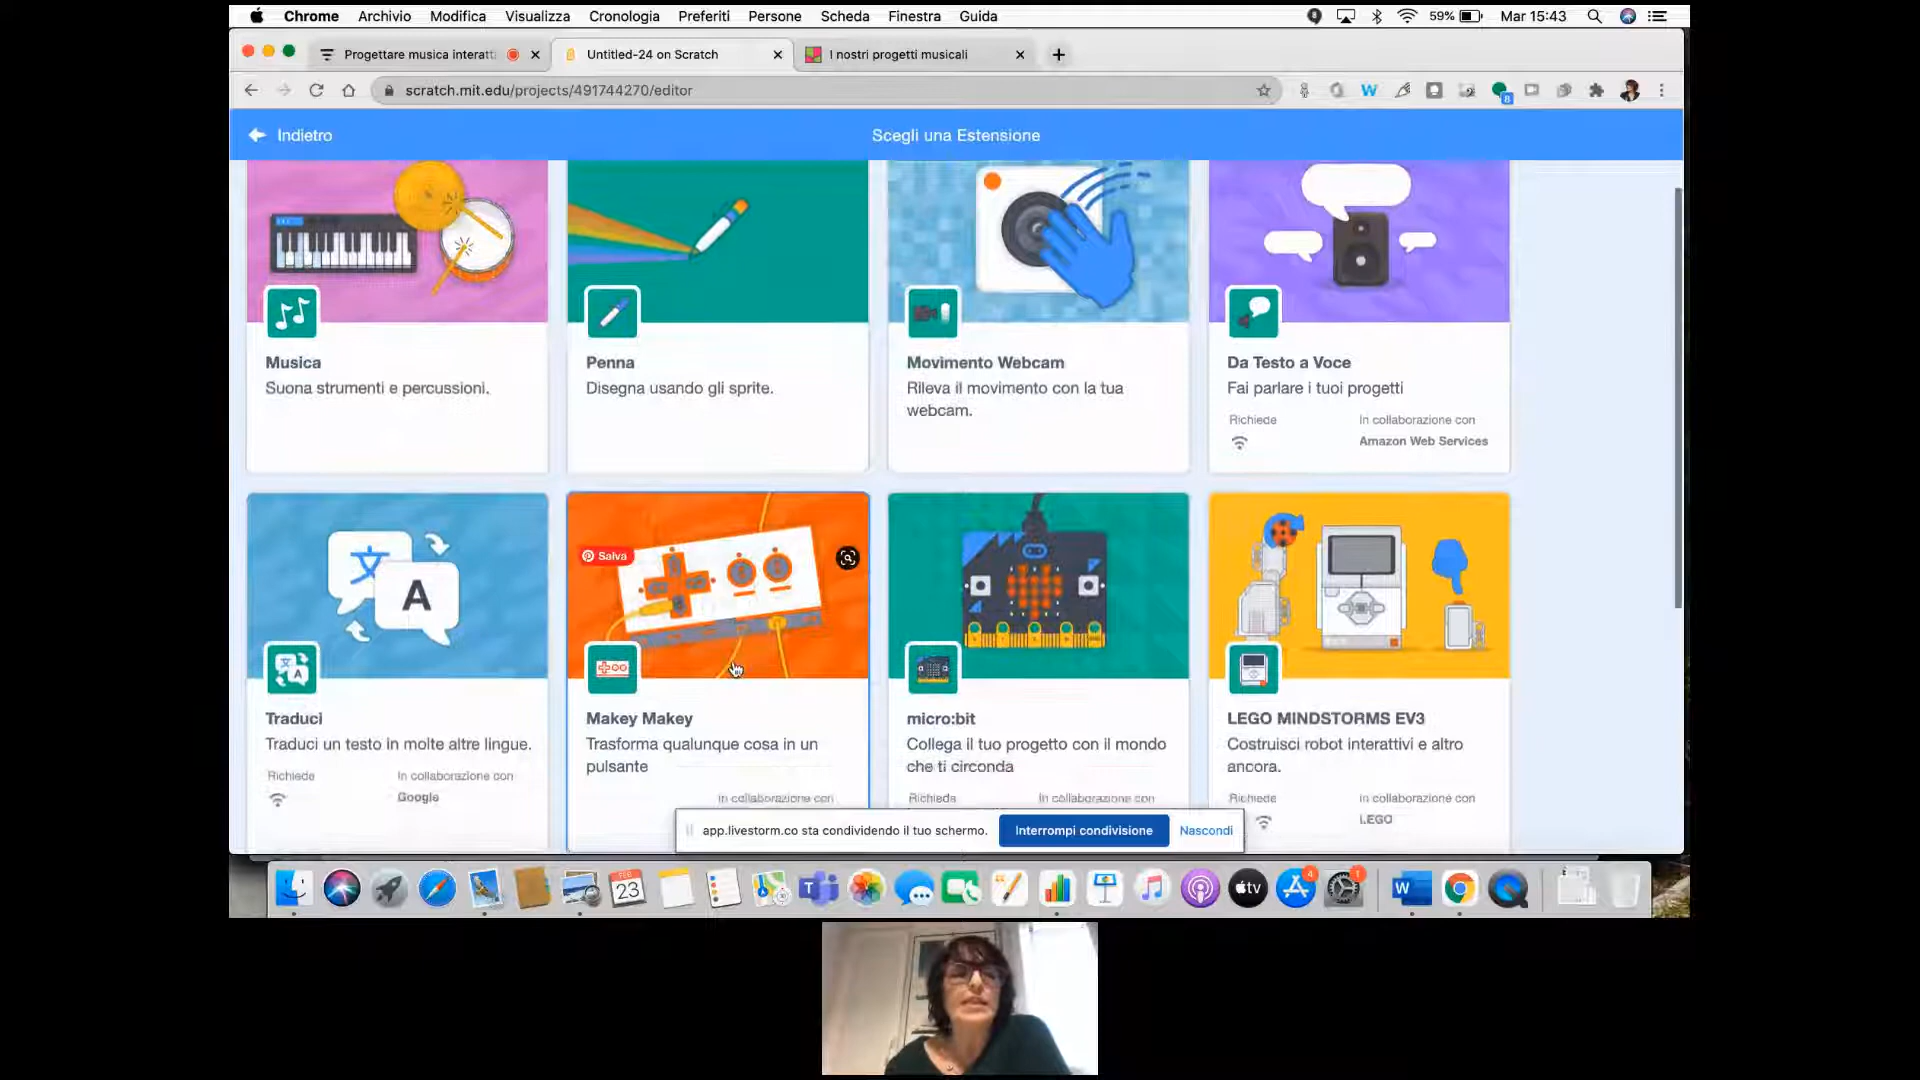 Chrome Archivio Modifica Visualizza Cronologia Preferiti Persone Scheda Finestra Guida 59% Mar 15:43
Progettare musica interatt
Untitled-24 on Scratch
I nostri progetti musicali
scratch.mit.edu/projects/491744270/editor
W
8
Indietro
Scegli una Estensione
Musica
Suona strumenti e percussioni.
Penna
Disegna usando gli sprite.
Movimento Webcam
Rileva il movimento con la tua
webcam.
Da Testo a Voce
Fai parlare i tuoi progetti
Richiede
In collaborazione con
Amazon Web Services
文
A
Traduci
Traduci un testo in molte altre lingue.
Richiede
In collaborazione con
Google
Salva
Makey Makey
Trasforma qualunque cosa in un
pulsante
In collaborazione con
micro:bit
Collega il tuo progetto con il mondo
che ti circonda
Richiede
In collaborazione con
LEGO MINDSTORMS EV3
Costruisci robot interattivi e altro
ancora.
Richiede
In collaborazione con
LEGO
app.livestorm.co sta condividendo il tuo schermo.
Interrompi condivisione
Nascondi
23
T
tv
4
1
W